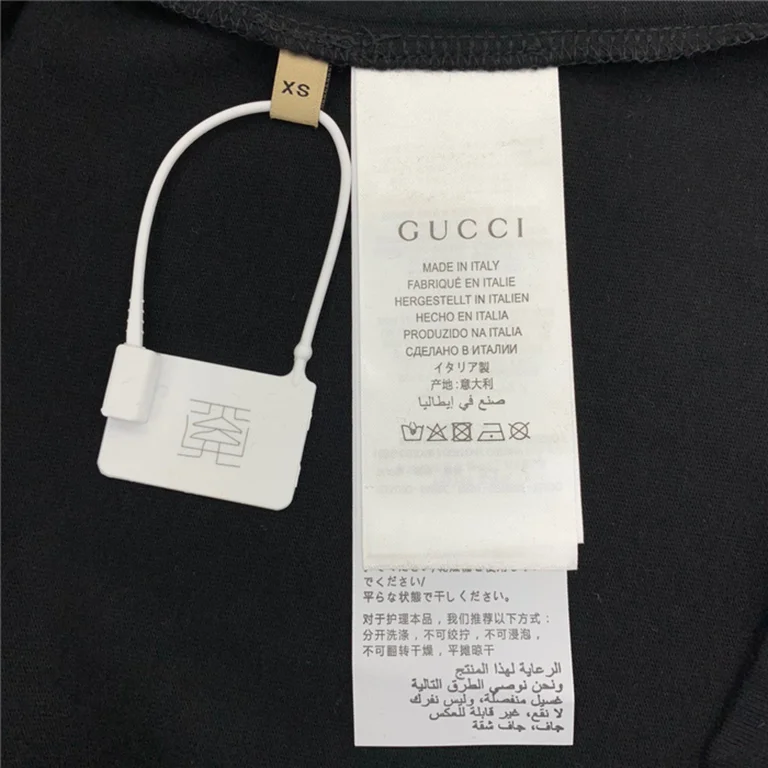 XS
GUCCI
MADE IN ITALY
FABRIQUÉ EN ITALIE
HERGESTELLT IN ITALIEN
HECHO EN ITALIA
PRODUZIDO NA ITALIA
СДЕЛАНО В ИТАЛИИ
イタリア製
产地:意大利
صنع في إيطاليا
でください/
平らな状態で干しください。
对于护理本品，我们推荐以下方式：
分开洗涤，不可绞拧，不可浸泡，
不可翻转干燥，平摊晾干
الرعاية لهذا المنتج
ونحن نوصي الطرق التالية
غسيل منفصلة، وليس نفرك
لا نقع، غير قابلة للعكس
جاف، جاف شقة